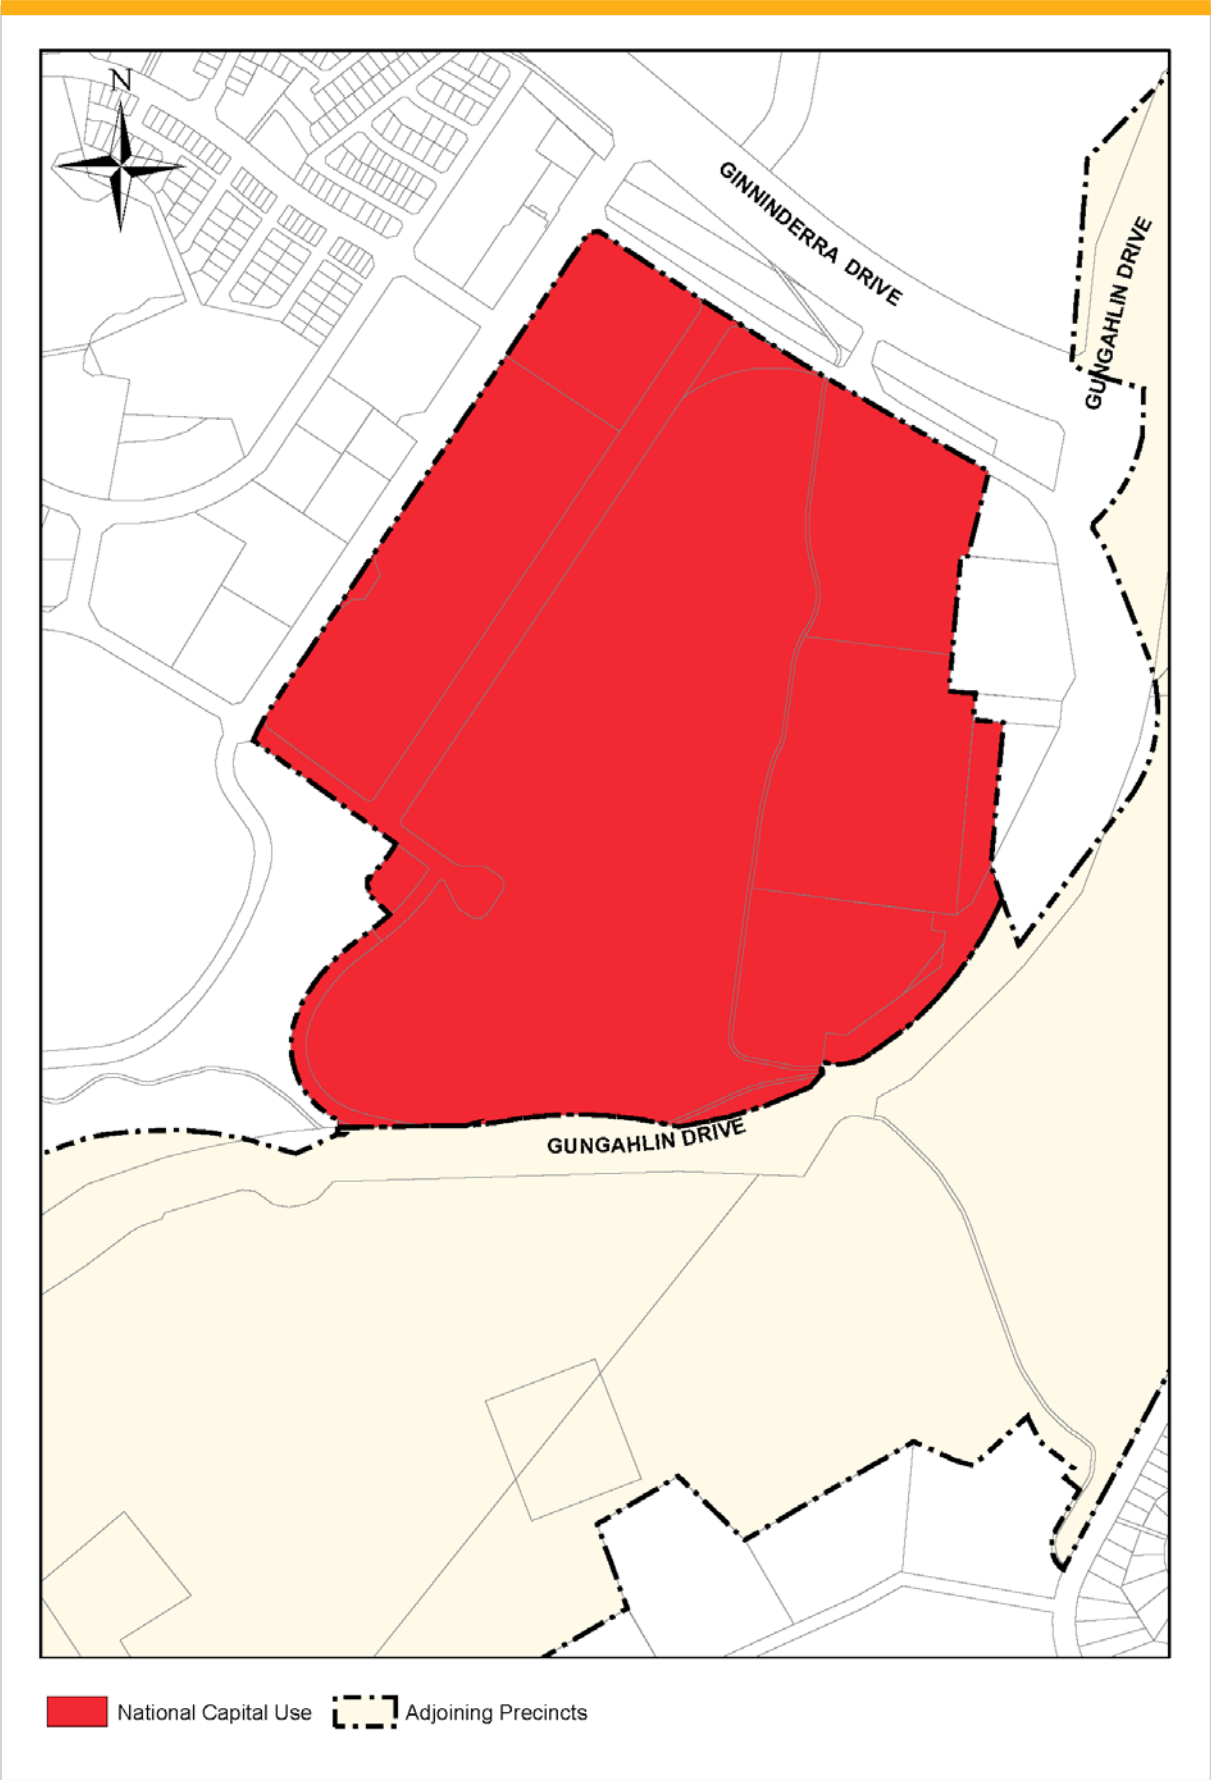 N
GINNINDERRA DRIVE
GUNGAHLIN DRIVE
GUNGAHLIN DRIVE
National Capital Use
Adjoining Precincts